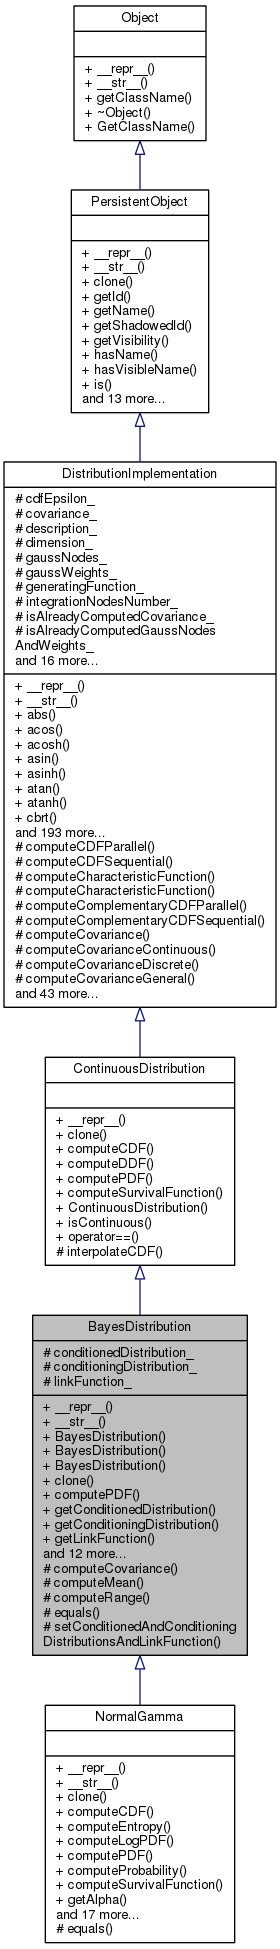 Object
+ __repr__()
+ __str__()
+ getClassName()
+ ~Object()
+ GetClassName()
PersistentObject
+ __repr__()
+ __str__()
+ clone()
+ getId()
+ getName()
+ getShadowedId()
+ getVisibility()
+ hasName()
+ hasVisibleName()
+ is()
and 13 more...
DistributionImplementation
# cdfEpsilon_
# covariance_
# description_
# dimension_
# gaussNodes_
# gaussWeights_
# generatingFunction_
# integrationNodesNumber_
# isAlreadyComputedCovariance_
# isAlreadyComputedGaussNodes
AndWeights_
and 16 more...
+ __repr__()
+ __str__()
+ abs()
+ acos()
+ acosh()
+ asin()
+ asinh()
+ atan()
+ atanh()
+ cbrt()
and 193 more...
# computeCDFParallel()
# computeCDFSequential()
# computeCharacteristicFunction()
# computeCharacteristicFunction()
# computeComplementaryCDFParallel()
# computeComplementaryCDFSequential()
# computeCovariance()
# computeCovarianceContinuous()
# computeCovarianceDiscrete()
# computeCovarianceGeneral()
and 43 more...
ContinuousDistribution
+ __repr__()
+ clone()
+ computeCDF()
+ computeDDF()
+ computePDF()
+ computeSurvivalFunction()
+ ContinuousDistribution()
+ isContinuous()
+ operator==()
# interpolateCDF()
BayesDistribution
# conditionedDistribution_
# conditioningDistribution_
# linkFunction_
+ __repr__()
+ __str__()
+ BayesDistribution()
+ BayesDistribution()
+ BayesDistribution()
+ clone()
+ computePDF()
+ getConditionedDistribution()
+ getConditioningDistribution()
+ getLinkFunction()
and 12 more...
# computeCovariance()
# computeMean()
# computeRange()
# equals()
# setConditionedAndConditioning
DistributionsAndLinkFunction()
NormalGamma
+ __repr__()
+ __str__()
+ clone()
+ computeCDF()
+ computeEntropy()
+ computeLogPDF()
+ computePDF()
+ computeProbability()
+ computeSurvivalFunction()
+ getAlpha()
and 17 more...
# equals()